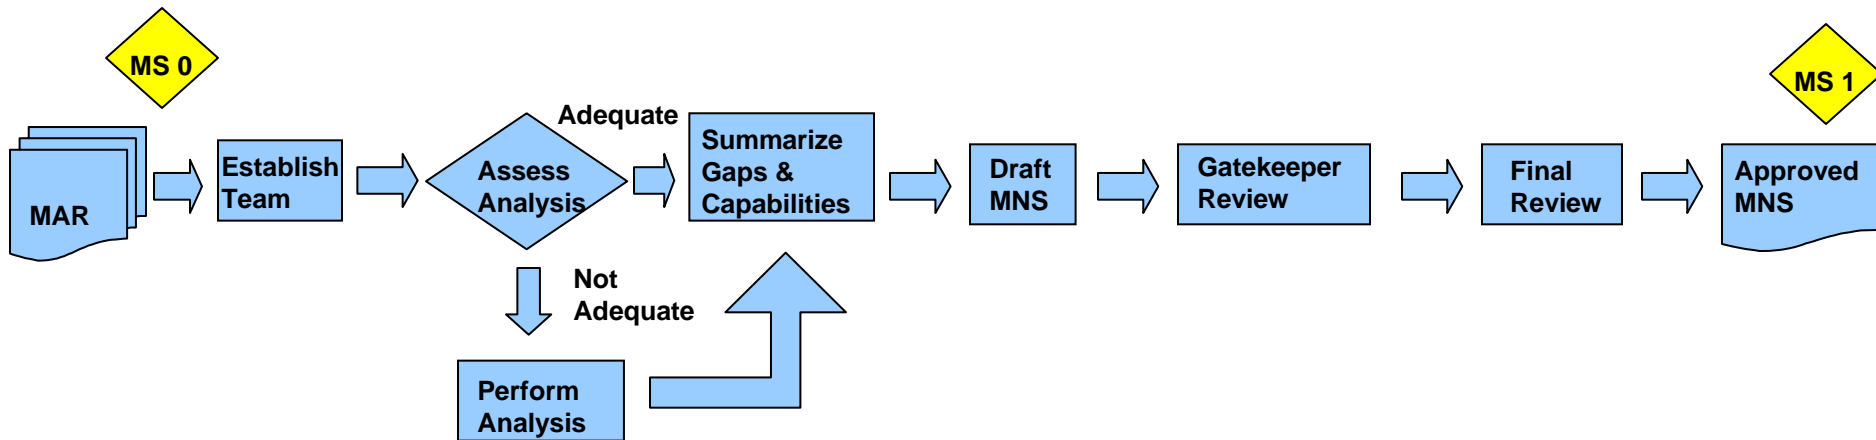 MS 0
MS 1
MAR
Establish
Team
Assess
Analysis
Adequate
Summarize
Gaps &
Capabilities
Draft
MNS
Gatekeeper
Review
Final
Review
Approved
MNS
Not
Adequate
Perform
Analysis